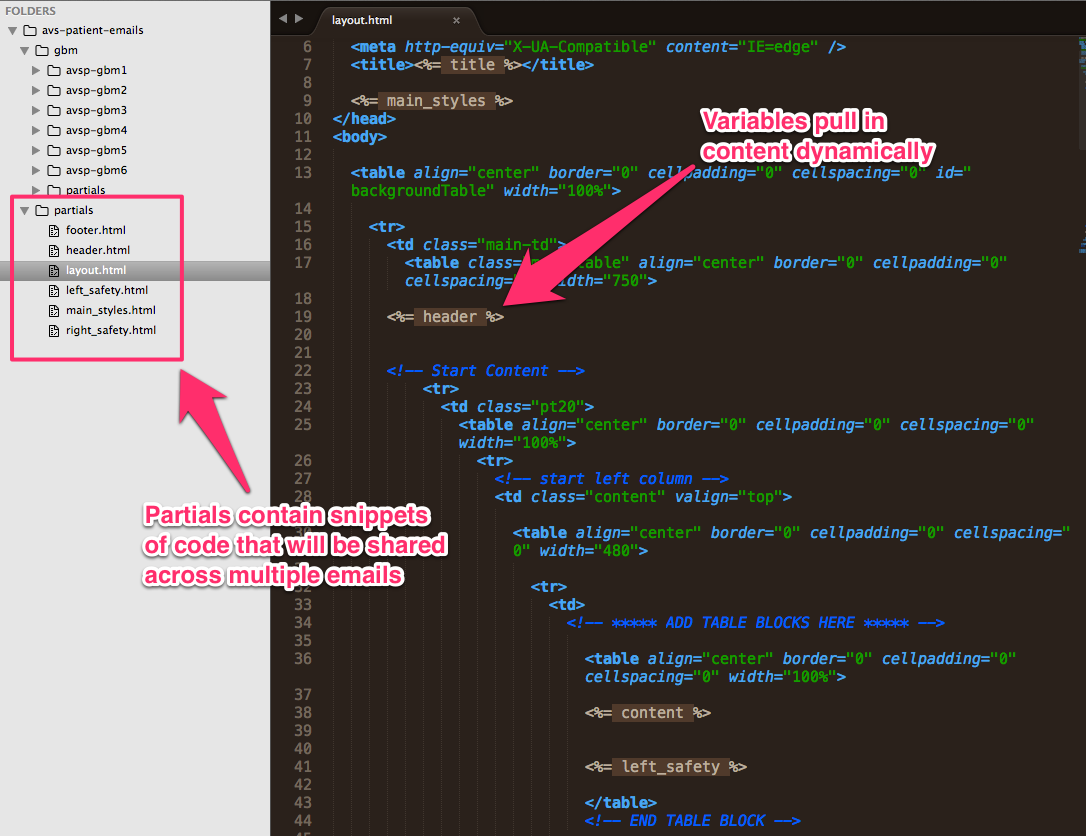 FOLDERS
avs-patient-emails
gbm
avsp-gbm1
avsp-gbm2
avsp-gbm3
avsp-gbm4
avsp-gbm5
avsp-gbm6
partials
partials
footer.html
header.html
layout.html
left_safety.html
main_styles.html
right_safety.html
Partials contain snippets
of code that will be shared
across multiple emails
layout.html ×
6 <meta http-equiv="X-UA-Compatible" content="IE=edge" />
7 <title><%= title %></title>
8
9 <%= main_styles %>
10 </head>
11 <body>
12
Variables pull in
content dynamically
13 <table align="center" border="0" cellpadding="0" cellspacing="0" id="
backgroundTable" width="100%">
14
15 <tr>
16 <td class="main-td">
17 <table class= table" align="center" border="0" cellpadding="0"
cellspacing= width="750">
18
19 <%= header %>
20
21
22 <!-- Start Content -->
23 <tr>
24 <td class="pt20">
25 <table align="center" border="0" cellpadding="0" cellspacing="0"
width="100%">
26 <tr>
27 <!-- start left column -->
28 <td class="content" valign="top">
<table align="center" border="0" cellpadding="0" cellspacing="
0" width="480">
32 <tr>
33 <td>
34 <!-- ***** ADD TABLE BLOCKS HERE ***** -->
35
36 <table align="center" border="0" cellpadding="0"
cellspacing="0" width="100%">
37
38 <%= content %>
39
40
41 <%= left_safety %>
42
43 </table>
44 <!-- END TABLE BLOCK -->